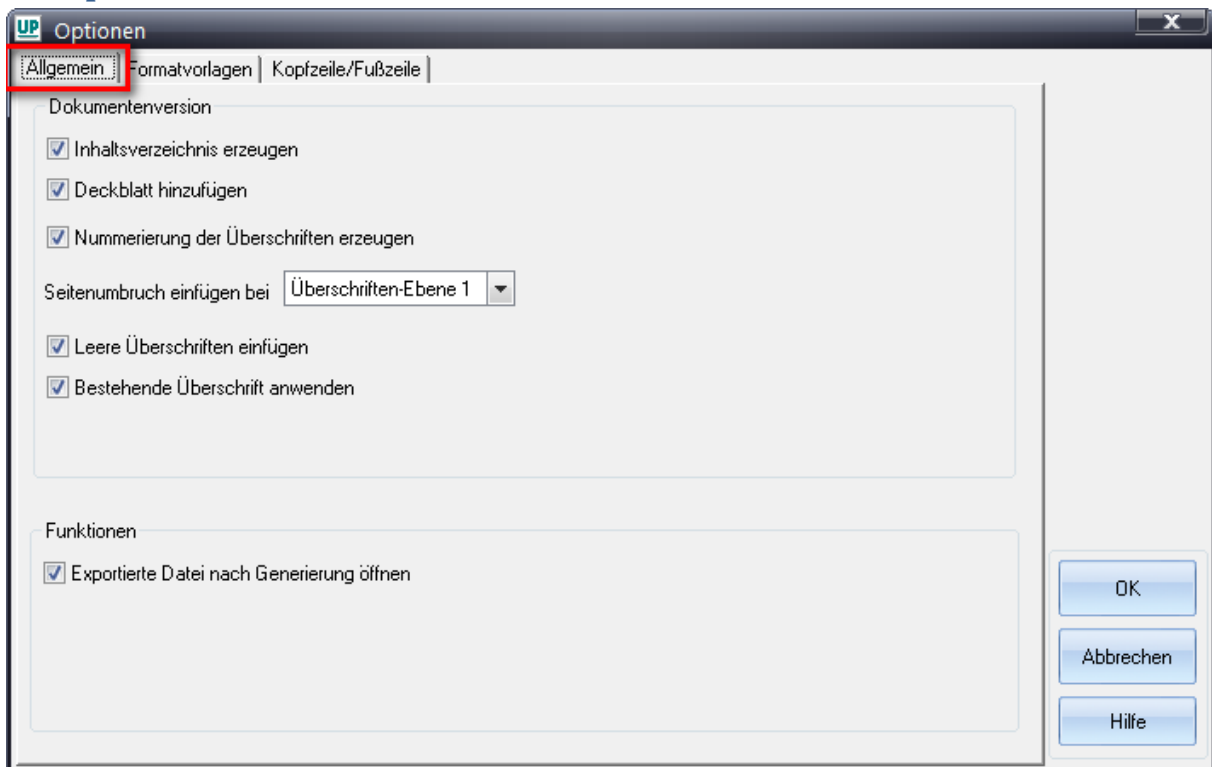 UP Optionen X
Allgemein Formatvorlagen Kopfzeile/Fußzeile
Dokumentenversion
Inhaltsverzeichnis erzeugen
Deckblatt hinzufügen
Nummerierung der Überschriften erzeugen
Seitenumbruch einfügen bei Überschriften-Ebene 1
Leere Überschriften einfügen
Bestehende Überschrift anwenden
Funktionen
Exportierte Datei nach Generierung öffnen
OK
Abbrechen
Hilfe